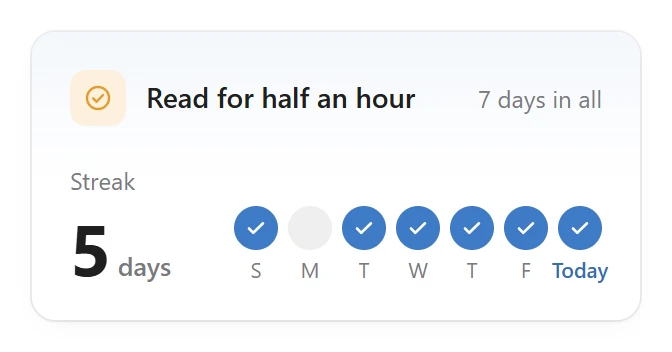 Read for half an hour
7 days in all
Streak
5 days
S M T W T F Today